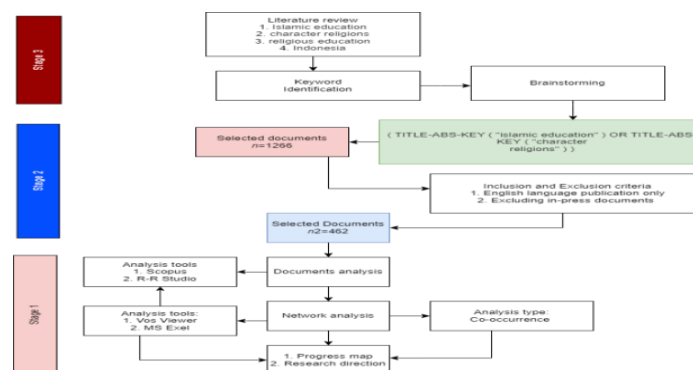 Stage 3
Literature review
1. Islamic education
2. character religions
3. religious education
4. Indonesia
Keyword
Identification
Brainstorming
Stage 2
Selected documents
n=1266
( TITLE-ABS-KEY ( "islamic education" ) OR TITLE-ABS-
KEY ( "character
religions" ) )
Inclusion and Exclusion criteria
1. English language publication only
2. Excluding in-press documents
Selected Documents
n2=462
Stage 1
Analysis tools
1. Scopus
2. R-R Studio
Documents analysis
Analysis tools:
1. Vos Viewer
2. MS Exel
Network analysis
Analysis type:
Co-occurrence
1. Progress map
2. Research direction